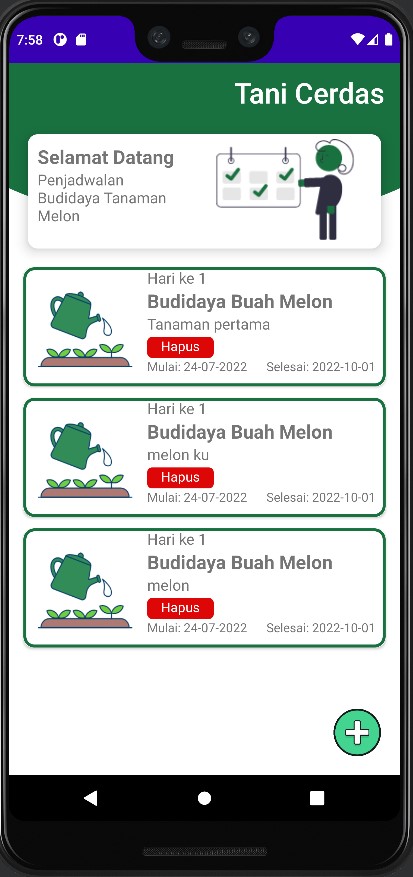 7:58
Tani Cerdas
Selamat Datang
Penjadwalan
Budidaya Tanaman
Melon
Hari ke 1
Budidaya Buah Melon
Tanaman pertama
Hapus
Mulai: 24-07-2022 Selesai: 2022-10-01
Hari ke 1
Budidaya Buah Melon
melon ku
Hapus
Mulai: 24-07-2022 Selesai: 2022-10-01
Hari ke 1
Budidaya Buah Melon
melon
Hapus
Mulai: 24-07-2022 Selesai: 2022-10-01